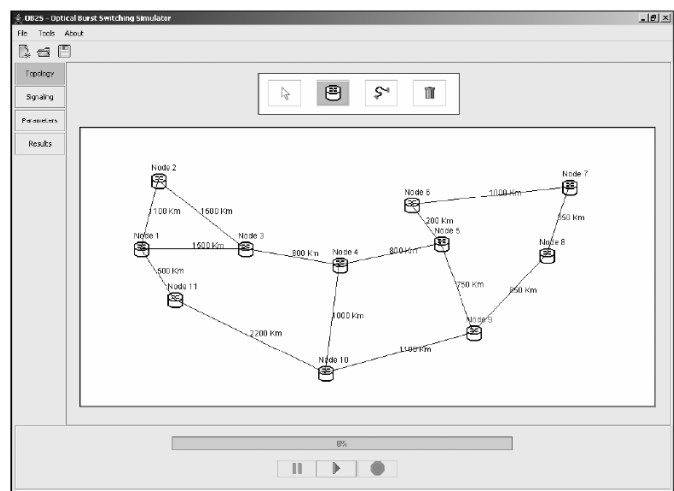 OB2S - Optical Burst Switching Simulator
File Tools About
Topology
Signaling
Parameters
Results
Node 2
Node 7
Node 6
1000 Km
1100 Km
1600 Km
200 Km
350 Km
Node 1
Node 3
Node 4
Node 5
Node 8
1500 Km
800 Km
800 Km
500 Km
Node 11
750 Km
650 Km
1000 Km
Node 9
2200 Km
1100 Km
Node 10
0%